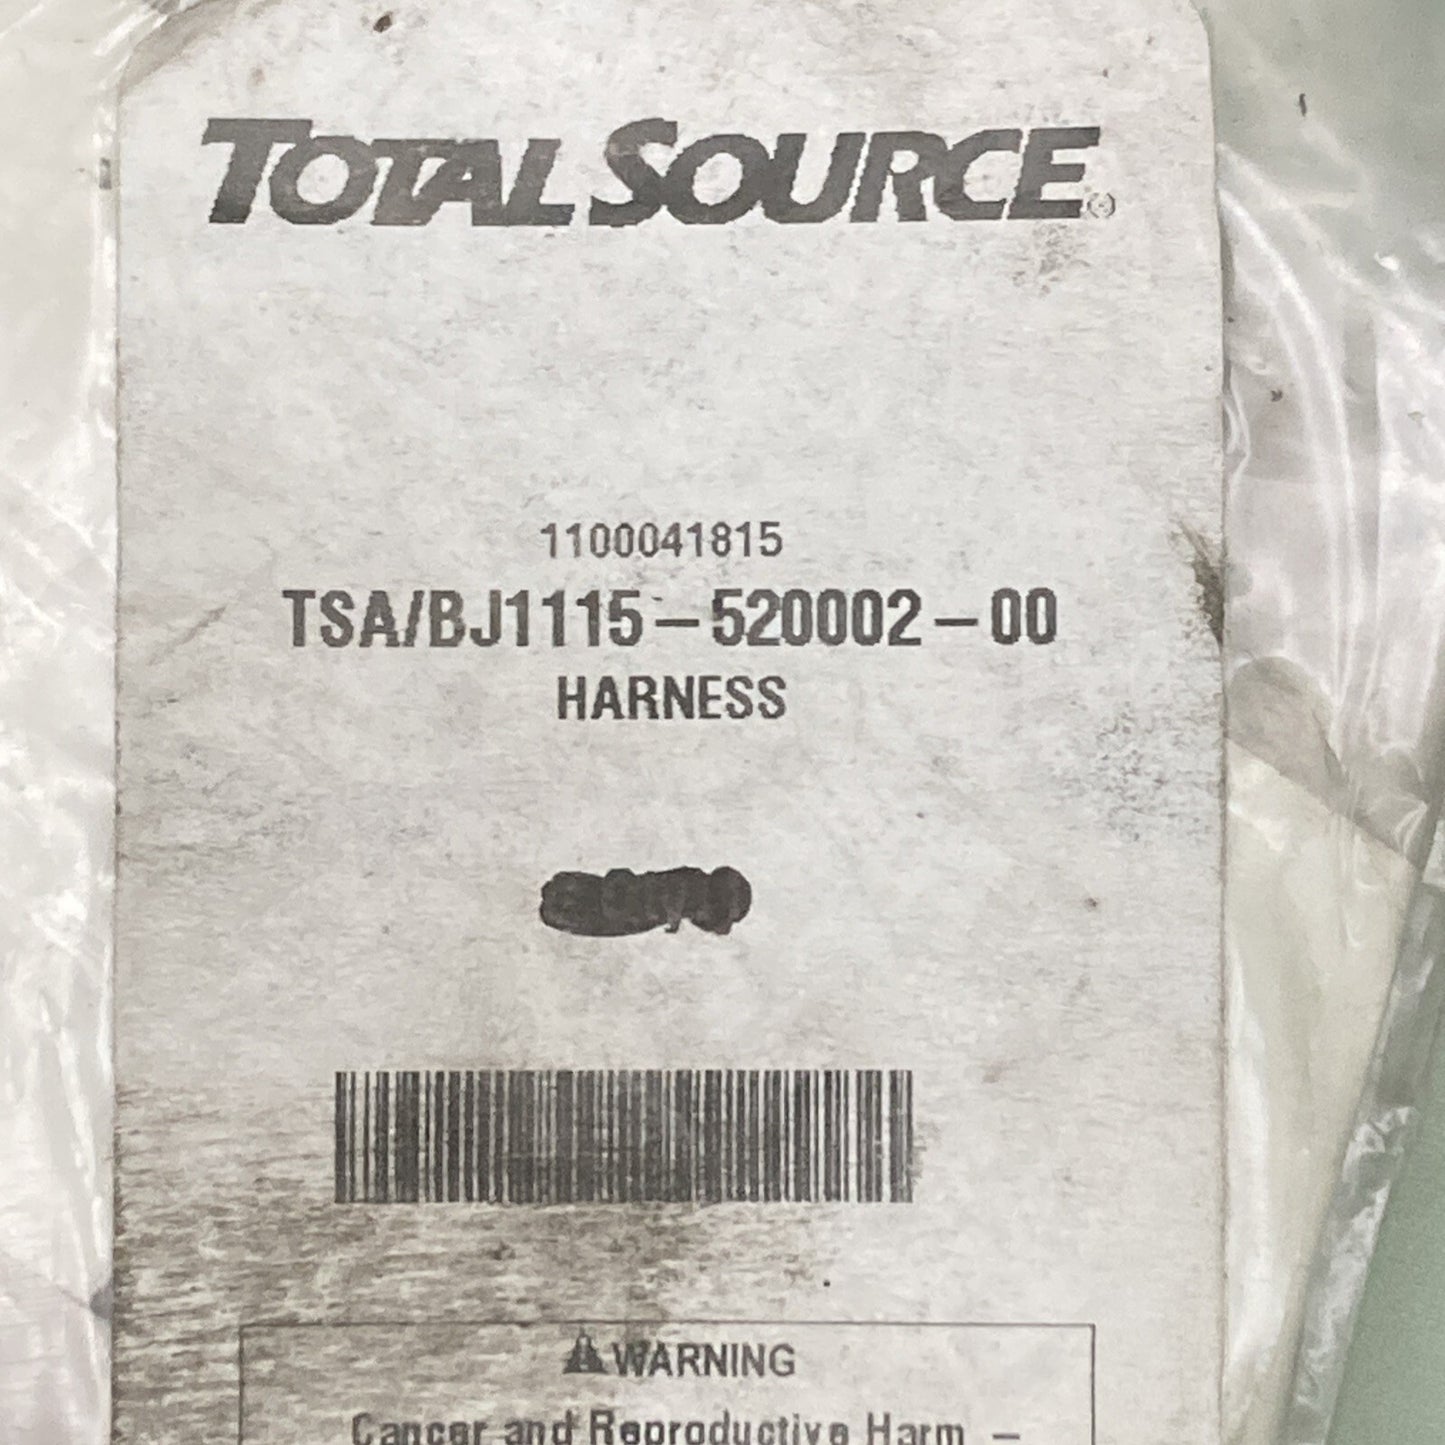 TOTAL SOURCE®
1100041815
TSA/BJ1115-520002-00
HARNESS
⚠ WARNING
Cancer and Reproductive Harm –